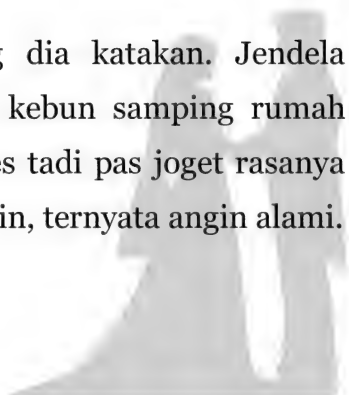 dia katakan. Jendela
kebun samping rumah
tadi pas joget rasanya
ternyata angin alami.